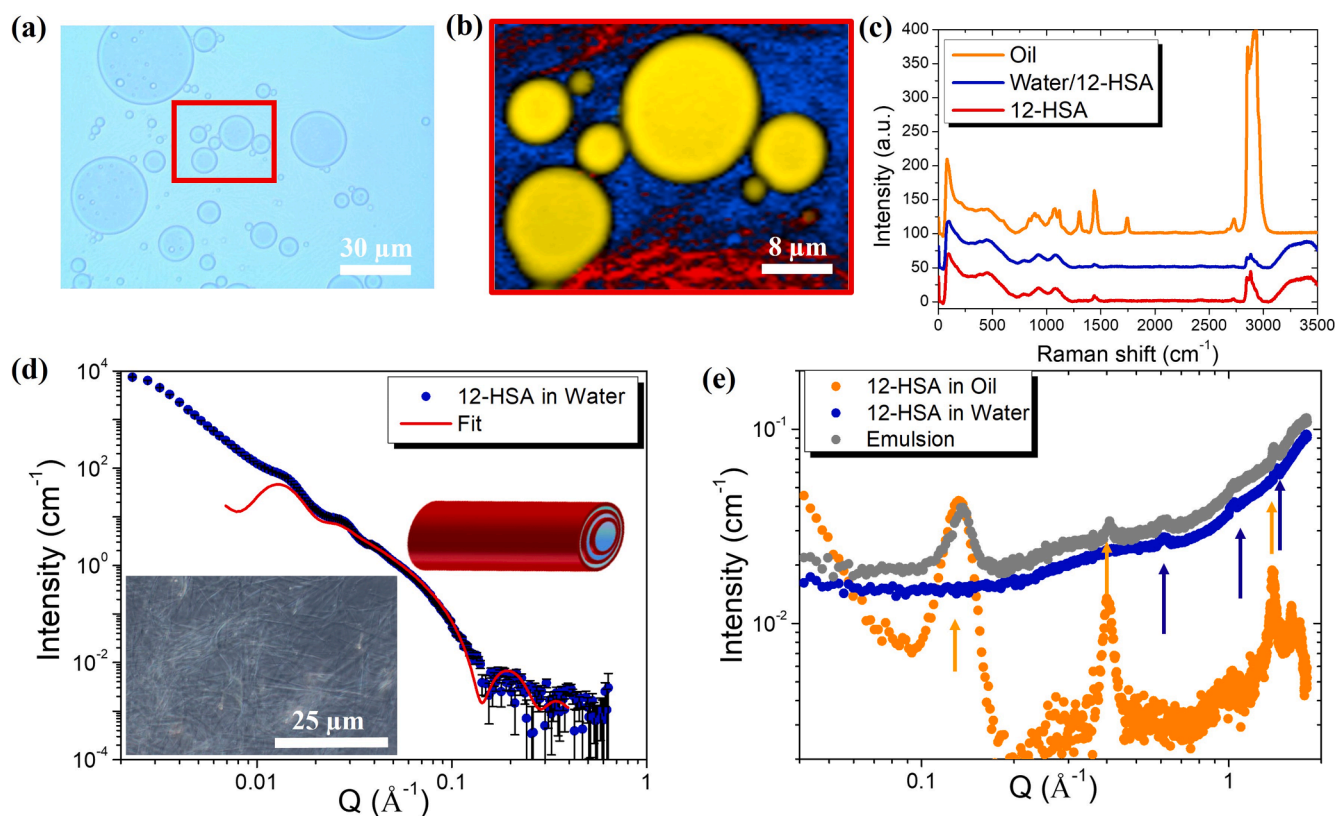 (a)
30 µm
(b)
8 µm
(c)
Oil
Water/12-HSA
12-HSA
Intensity (a.u.)
400
350
300
250
200
150
100
50
0
0 500 1000 1500 2000 2500 3000 3500
Raman shift (cm⁻¹)
(d)
12-HSA in Water
Fit
Intensity (cm⁻¹)
10⁴
10²
10⁰
10⁻²
10⁻⁴
25 µm
0.01 0.1 1
Q (Å⁻¹)
(e)
12-HSA in Oil
12-HSA in Water
Emulsion
Intensity (cm⁻¹)
10⁻¹
10⁻²
0.1 1
Q (Å⁻¹)